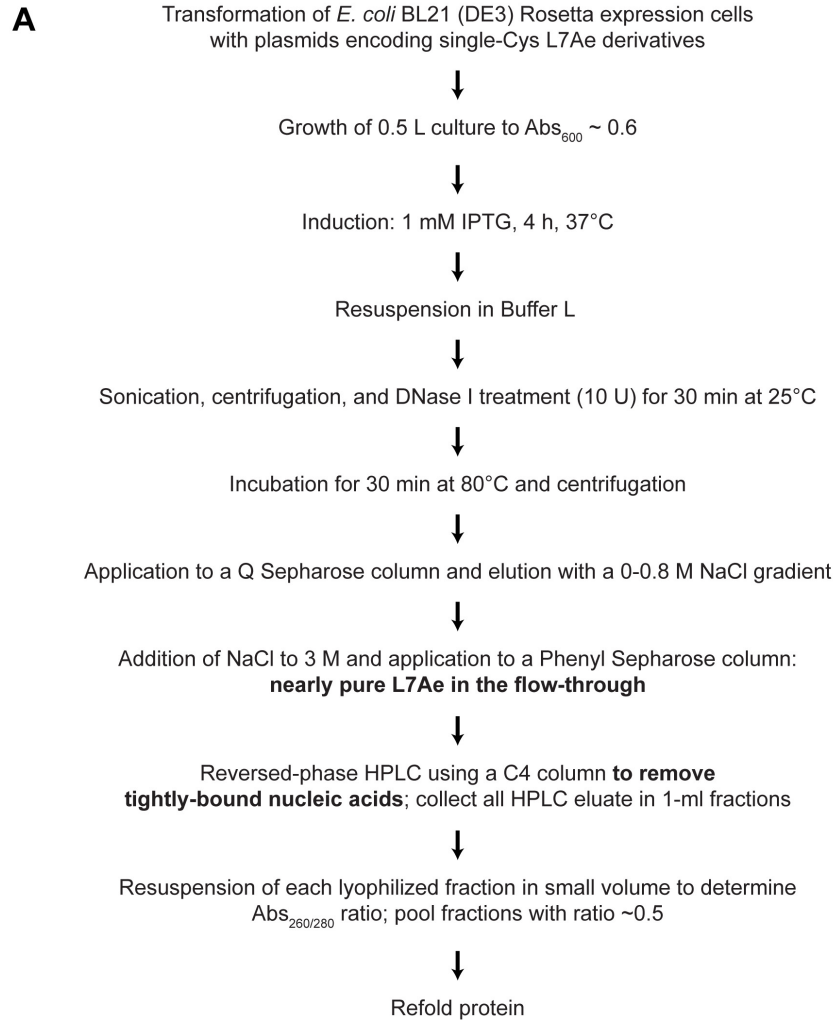 A
Transformation of E. coli BL21 (DE3) Rosetta expression cells
with plasmids encoding single-Cys L7Ae derivatives
Growth of 0.5 L culture to Abs600 ~ 0.6
Induction: 1 mM IPTG, 4 h, 37°C
Resuspension in Buffer L
Sonication, centrifugation, and DNase I treatment (10 U) for 30 min at 25°C
Incubation for 30 min at 80°C and centrifugation
Application to a Q Sepharose column and elution with a 0-0.8 M NaCl gradient
Addition of NaCl to 3 M and application to a Phenyl Sepharose column:
nearly pure L7Ae in the flow-through
Reversed-phase HPLC using a C4 column to remove
tightly-bound nucleic acids; collect all HPLC eluate in 1-ml fractions
Resuspension of each lyophilized fraction in small volume to determine
Abs260/280 ratio; pool fractions with ratio ~0.5
Refold protein